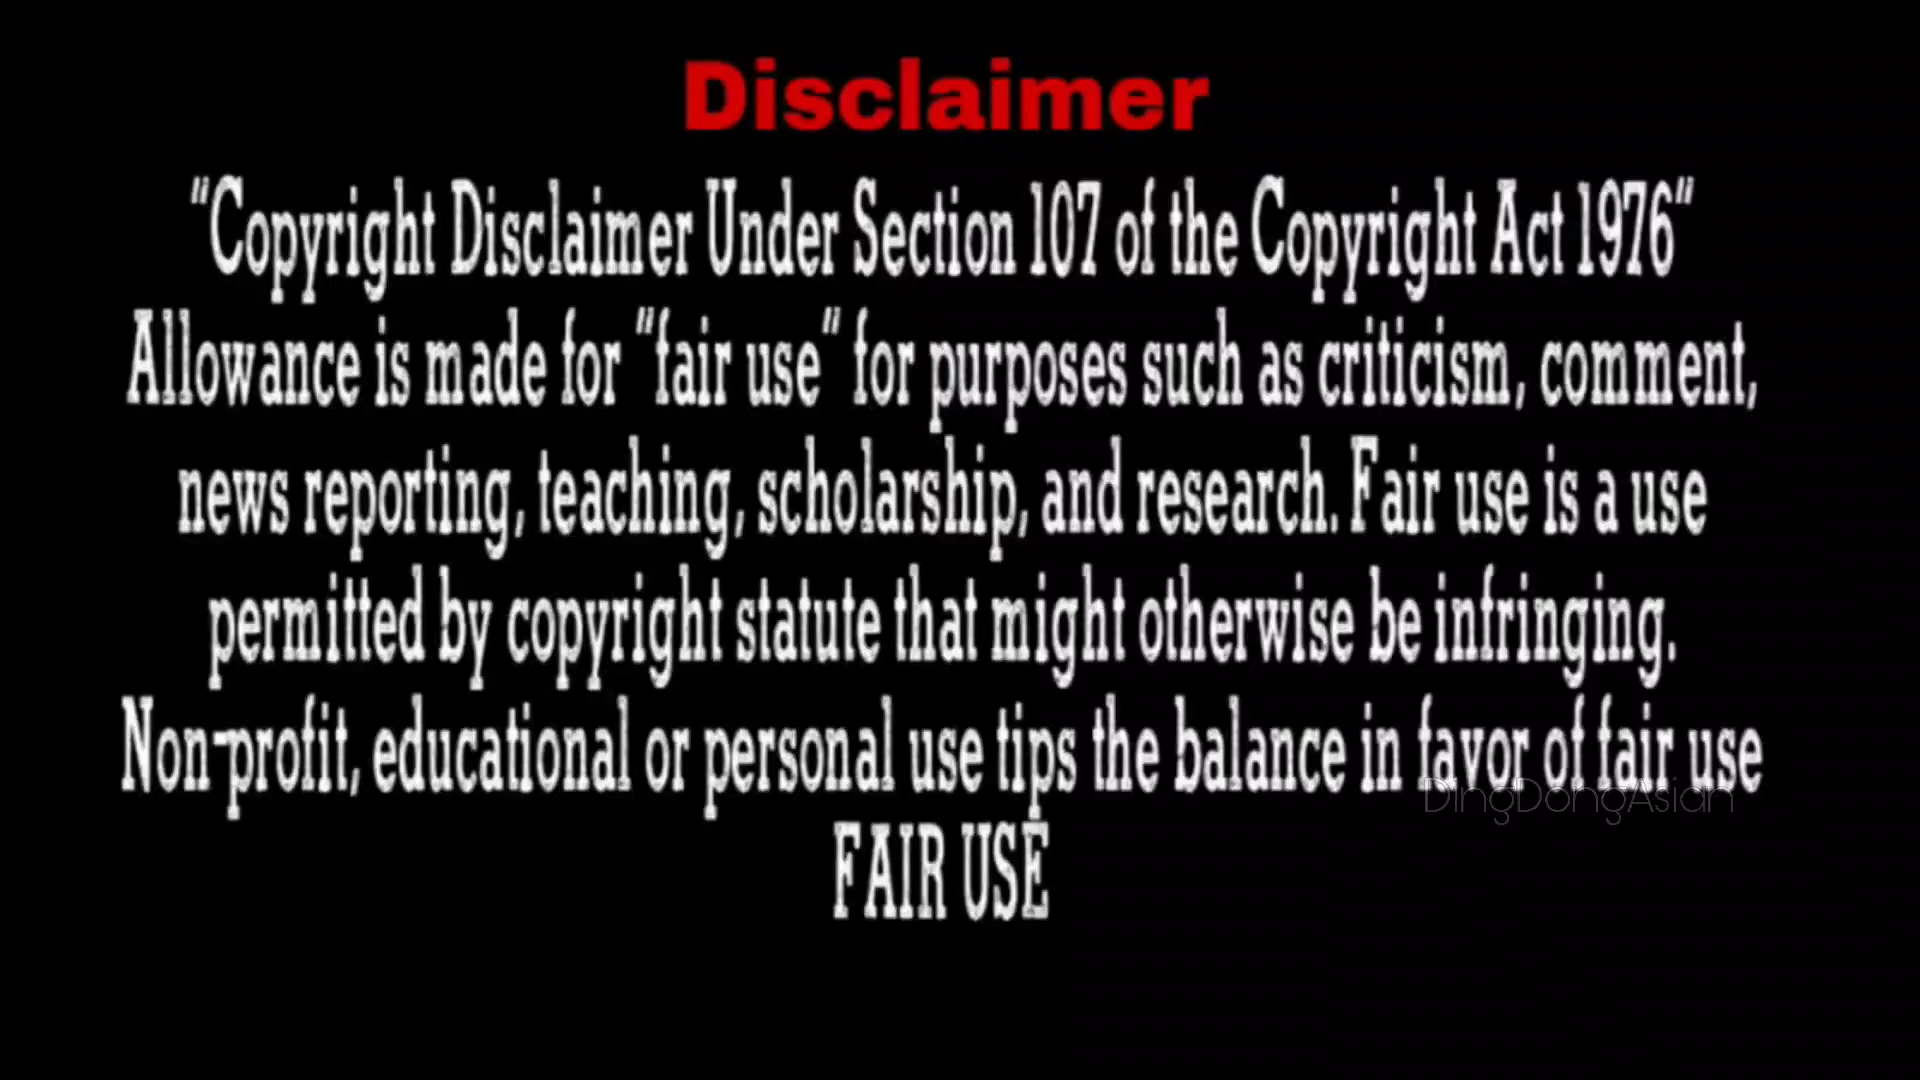 Disclaimer
"Copyright Disclaimer Under Section 107 of the Copyright Act 1976"
Allowance is made for "fair use" for purposes such as criticism, comment,
news reporting, teaching, scholarship, and research. Fair use is a use
permitted by copyright statute that might otherwise be infringing.
Non-profit, educational or personal use tips the balance in favor of fair use
DingDongAsian
FAIR USE